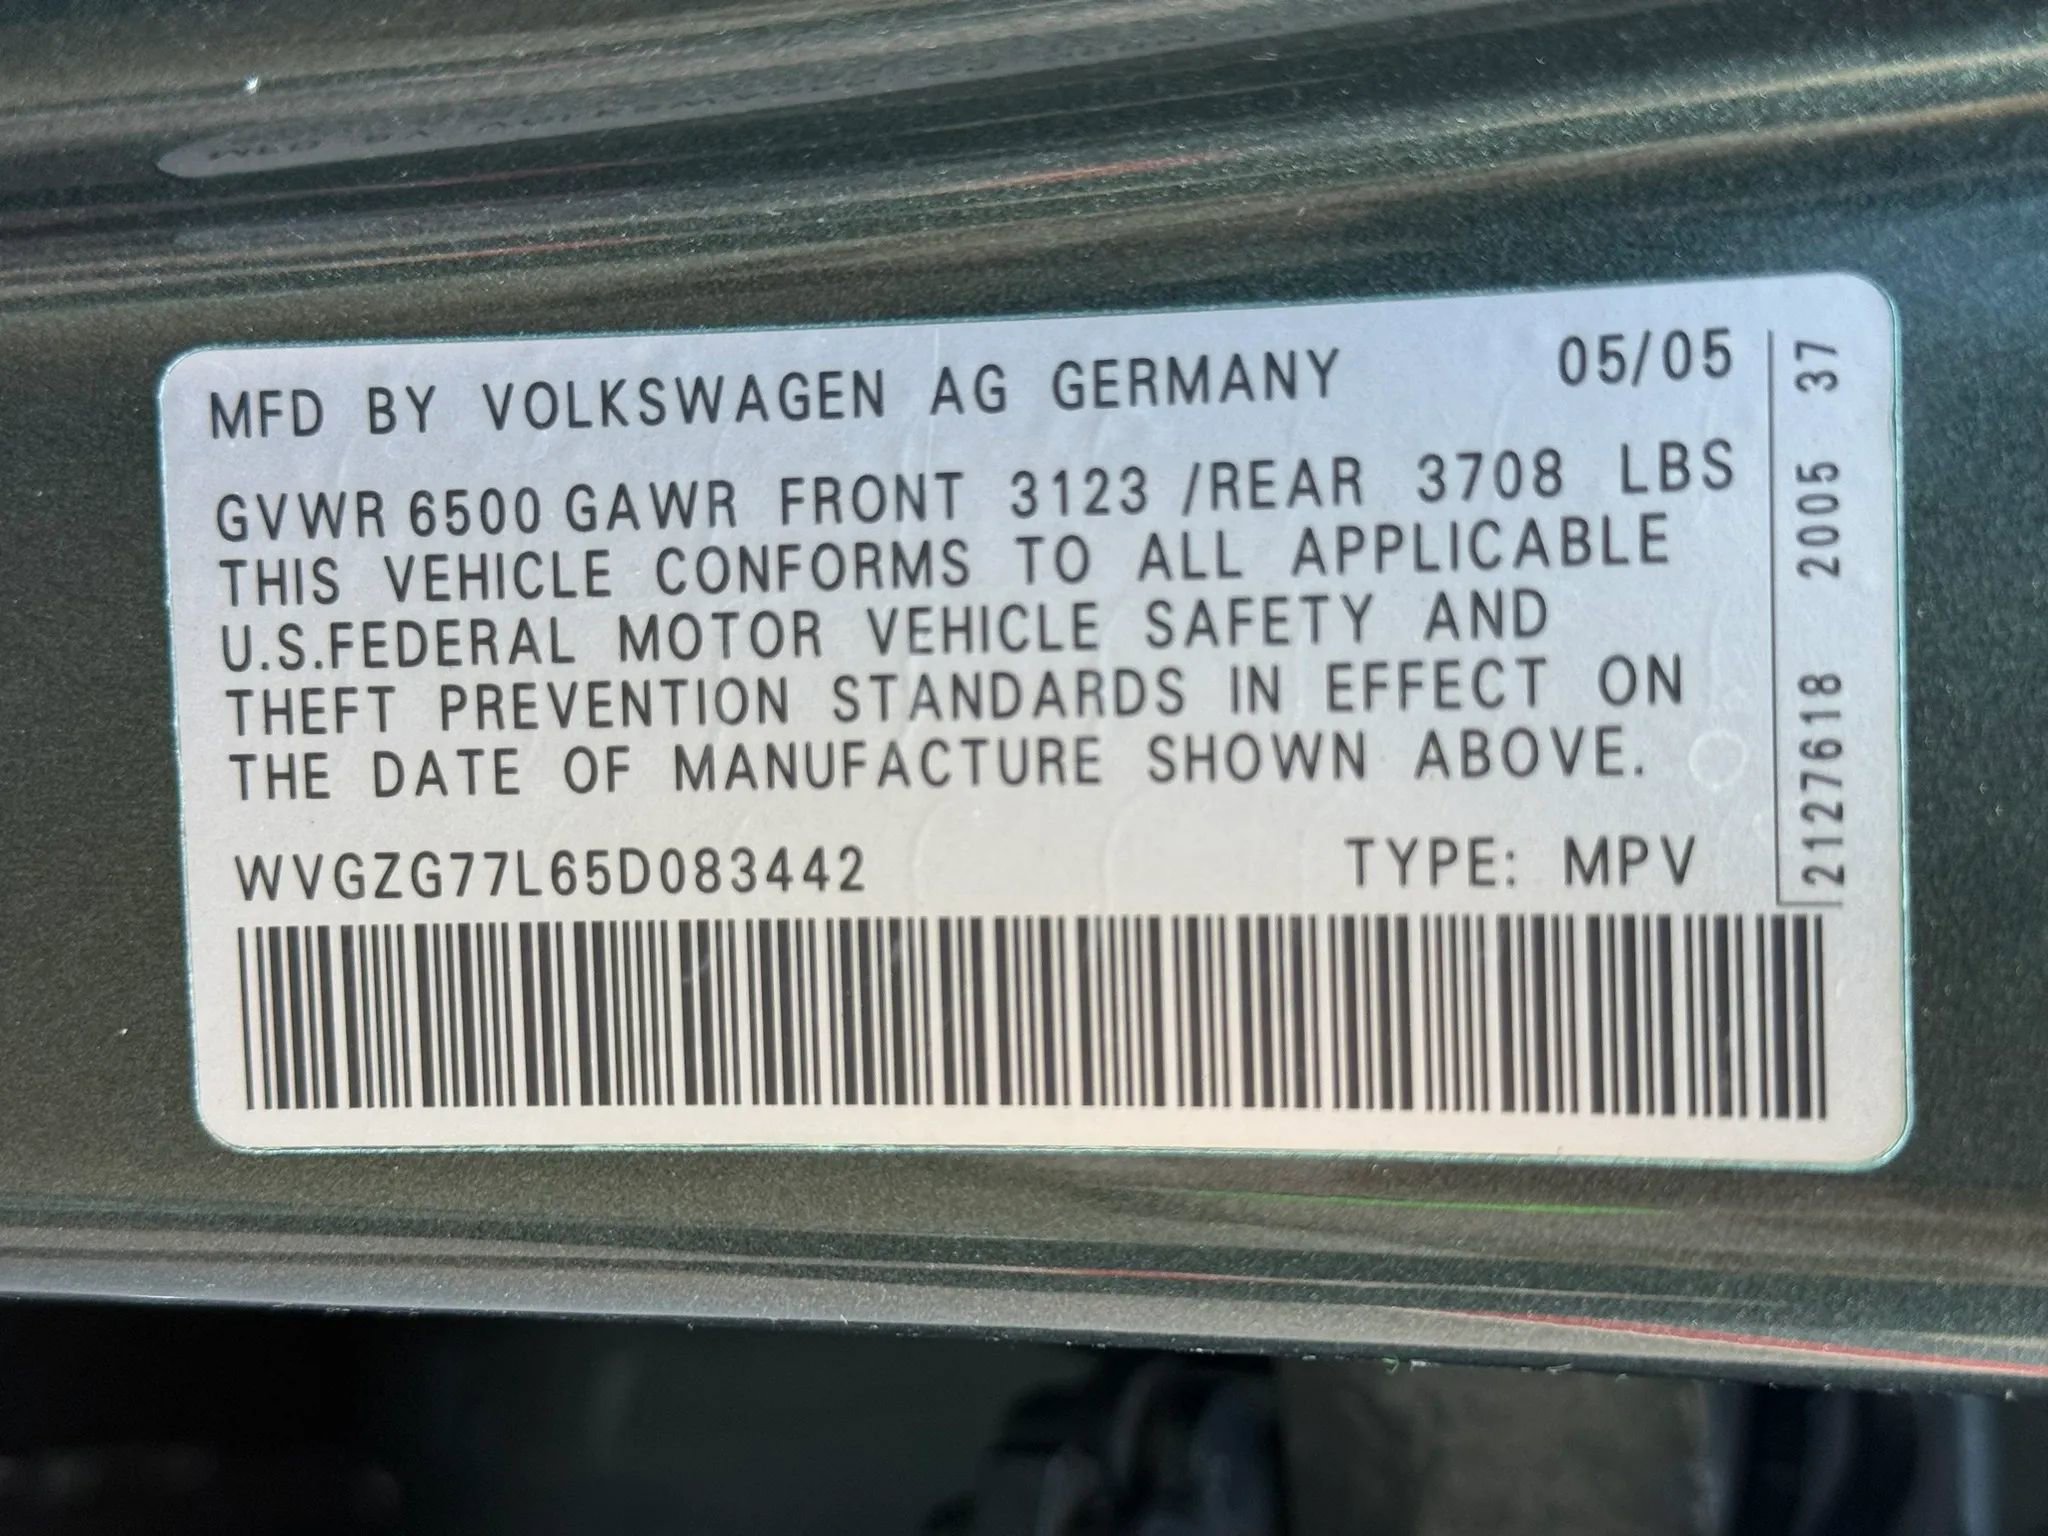 MFD BY VOLKSWAGEN AG GERMANY 05/05
GVWR 6500 GAWR FRONT 3123 /REAR 3708 LBS
THIS VEHICLE CONFORMS TO ALL APPLICABLE
U.S.FEDERAL MOTOR VEHICLE SAFETY AND
THEFT PREVENTION STANDARDS IN EFFECT ON
THE DATE OF MANUFACTURE SHOWN ABOVE.
WVGZG77L65D083442 TYPE: MPV
2127618 2005 37